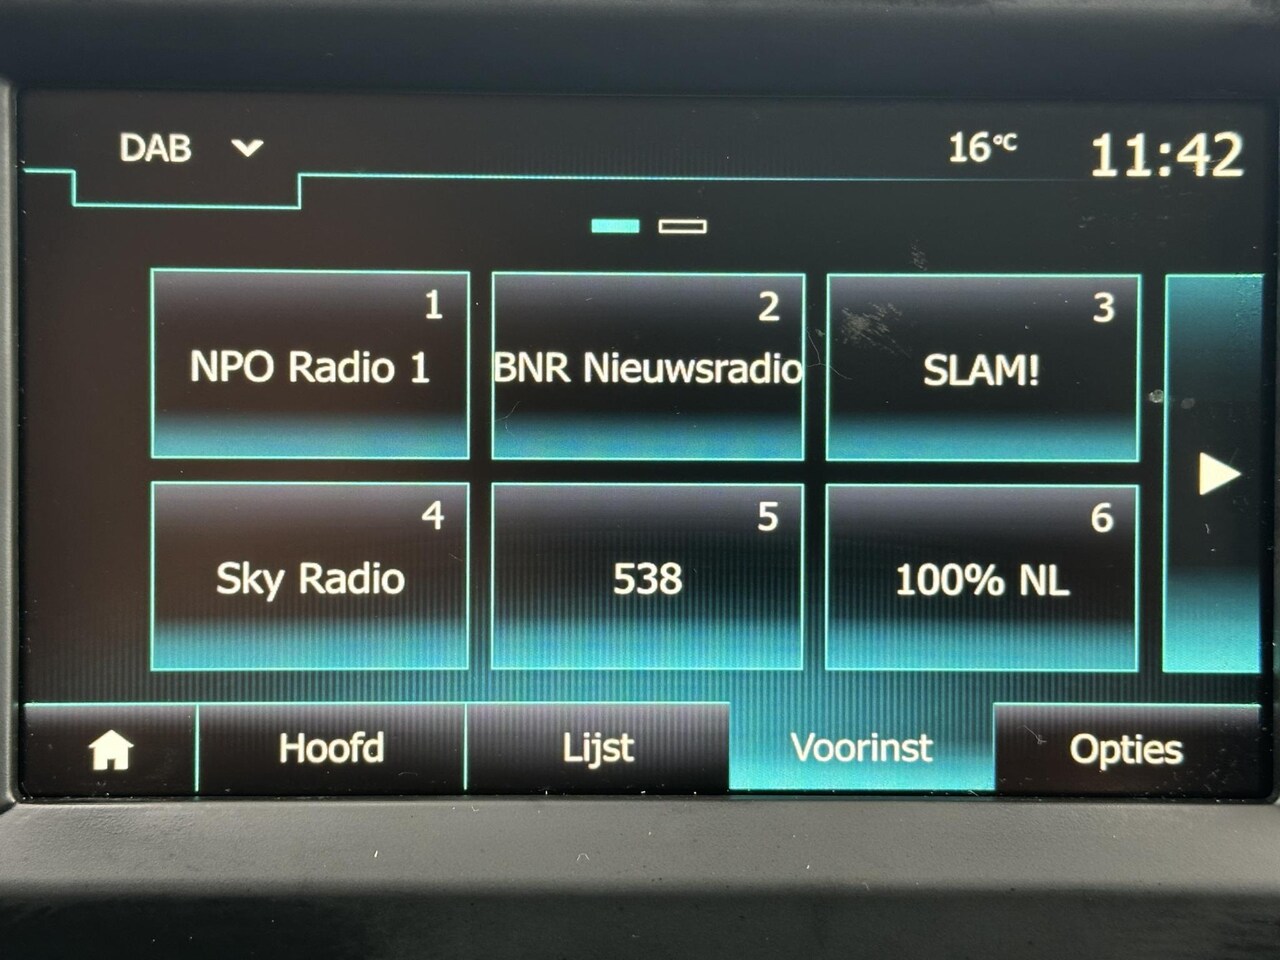 DAB 16°C 11:42
1 2 3
NPO Radio 1 BNR Nieuwsradio SLAM!
4 5 6
Sky Radio 538 100% NL
Hoofd Lijst Voorinst Opties